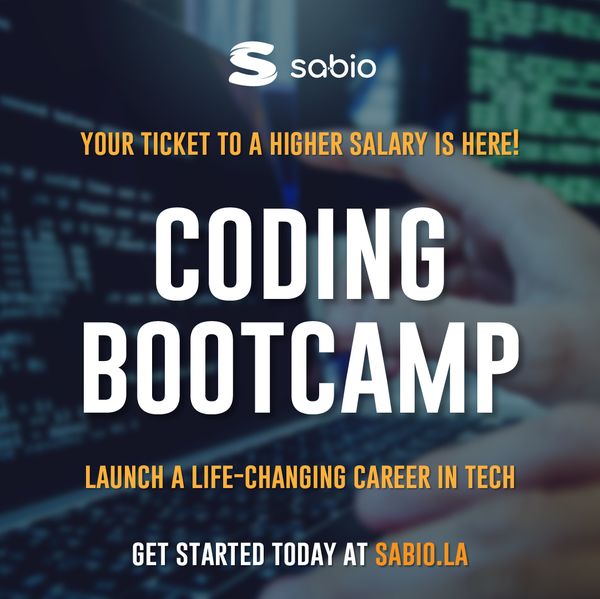 sabio
YOUR TICKET TO A HIGHER SALARY IS HERE!
CODING
BOOTCAMP
LAUNCH A LIFE-CHANGING CAREER IN TECH
GET STARTED TODAY AT SABIO.LA